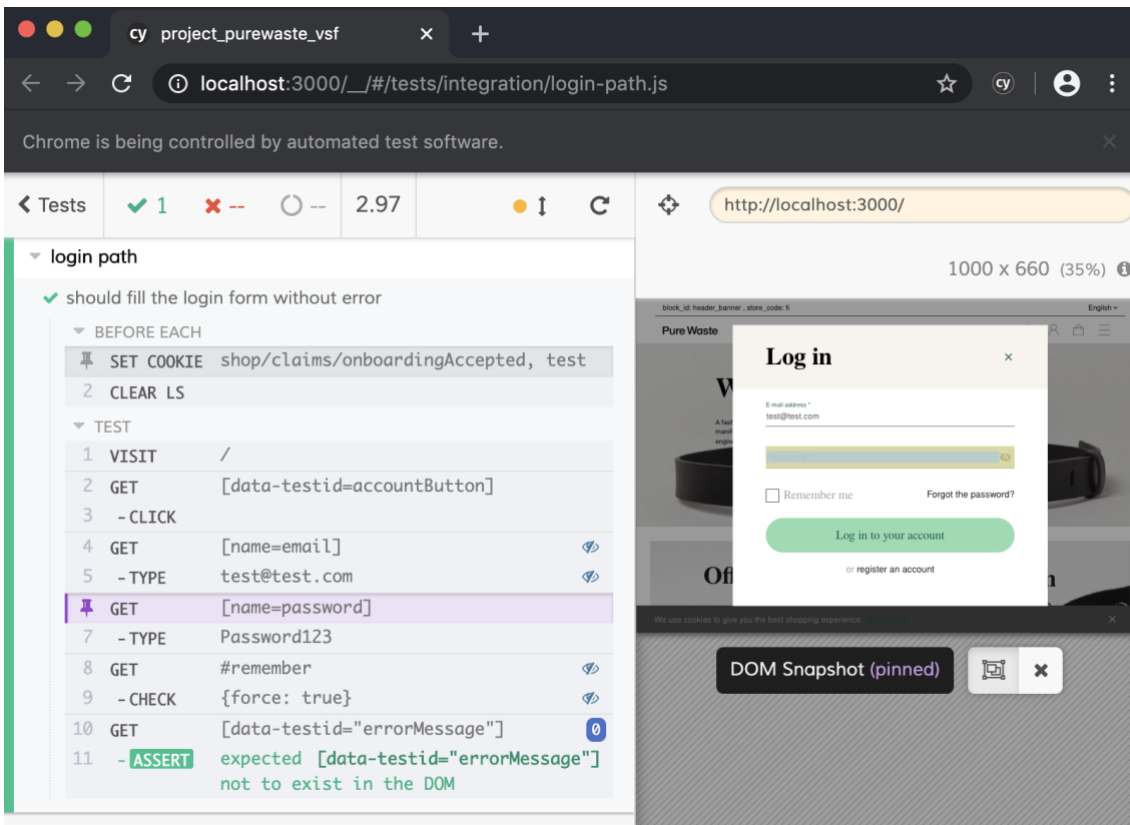 cy project_purewaste_vsf
localhost:3000/__/#/tests/integration/login-path.js
cy
Chrome is being controlled by automated test software.
Tests
1
--
--
2.97
http://localhost:3000/
1000 x 660 (35%)
login path
should fill the login form without error
BEFORE EACH
SET COOKIE shop/claims/onboardingAccepted, test
2 CLEAR LS
TEST
1 VISIT /
2 GET [data-testid=accountButton]
3 -CLICK
4 GET [name=email]
5 -TYPE test@test.com
GET [name=password]
7 -TYPE Password123
8 GET #remember
9 -CHECK {force: true}
10 GET [data-testid="errorMessage"] 0
11 -ASSERT expected [data-testid="errorMessage"]
not to exist in the DOM
block_id: header_banner , store_code: 6
English
Pure Waste
W
A fash
engine
Log in
E-mail address *
test@test.com
Remember me
Forgot the password?
Log in to your account
or register an account
Off
n
We use cookies to give you the best shopping experience.
DOM Snapshot (pinned)